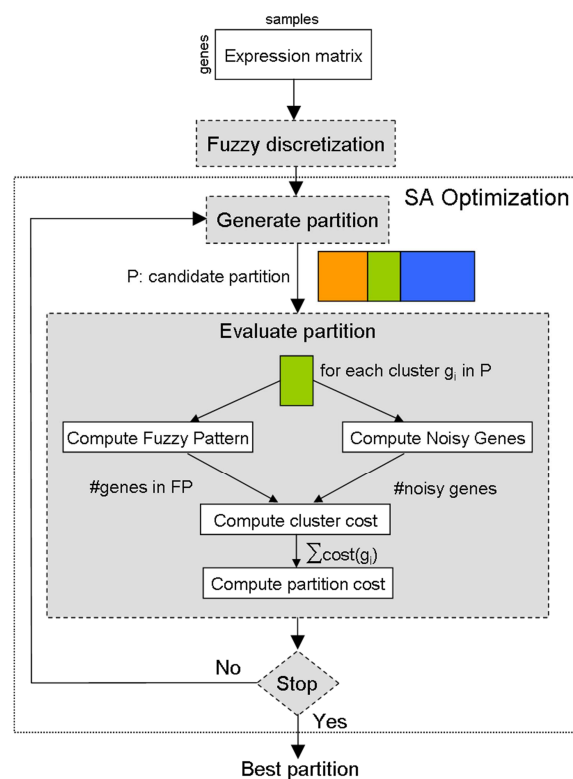 samples
genes
Expression matrix
Fuzzy discretization
SA Optimization
Generate partition
P: candidate partition
Evaluate partition
for each cluster gᵢ in P
Compute Fuzzy Pattern
Compute Noisy Genes
#genes in FP
#noisy genes
Compute cluster cost
∑cost(gᵢ)
Compute partition cost
No
Stop
Yes
Best partition